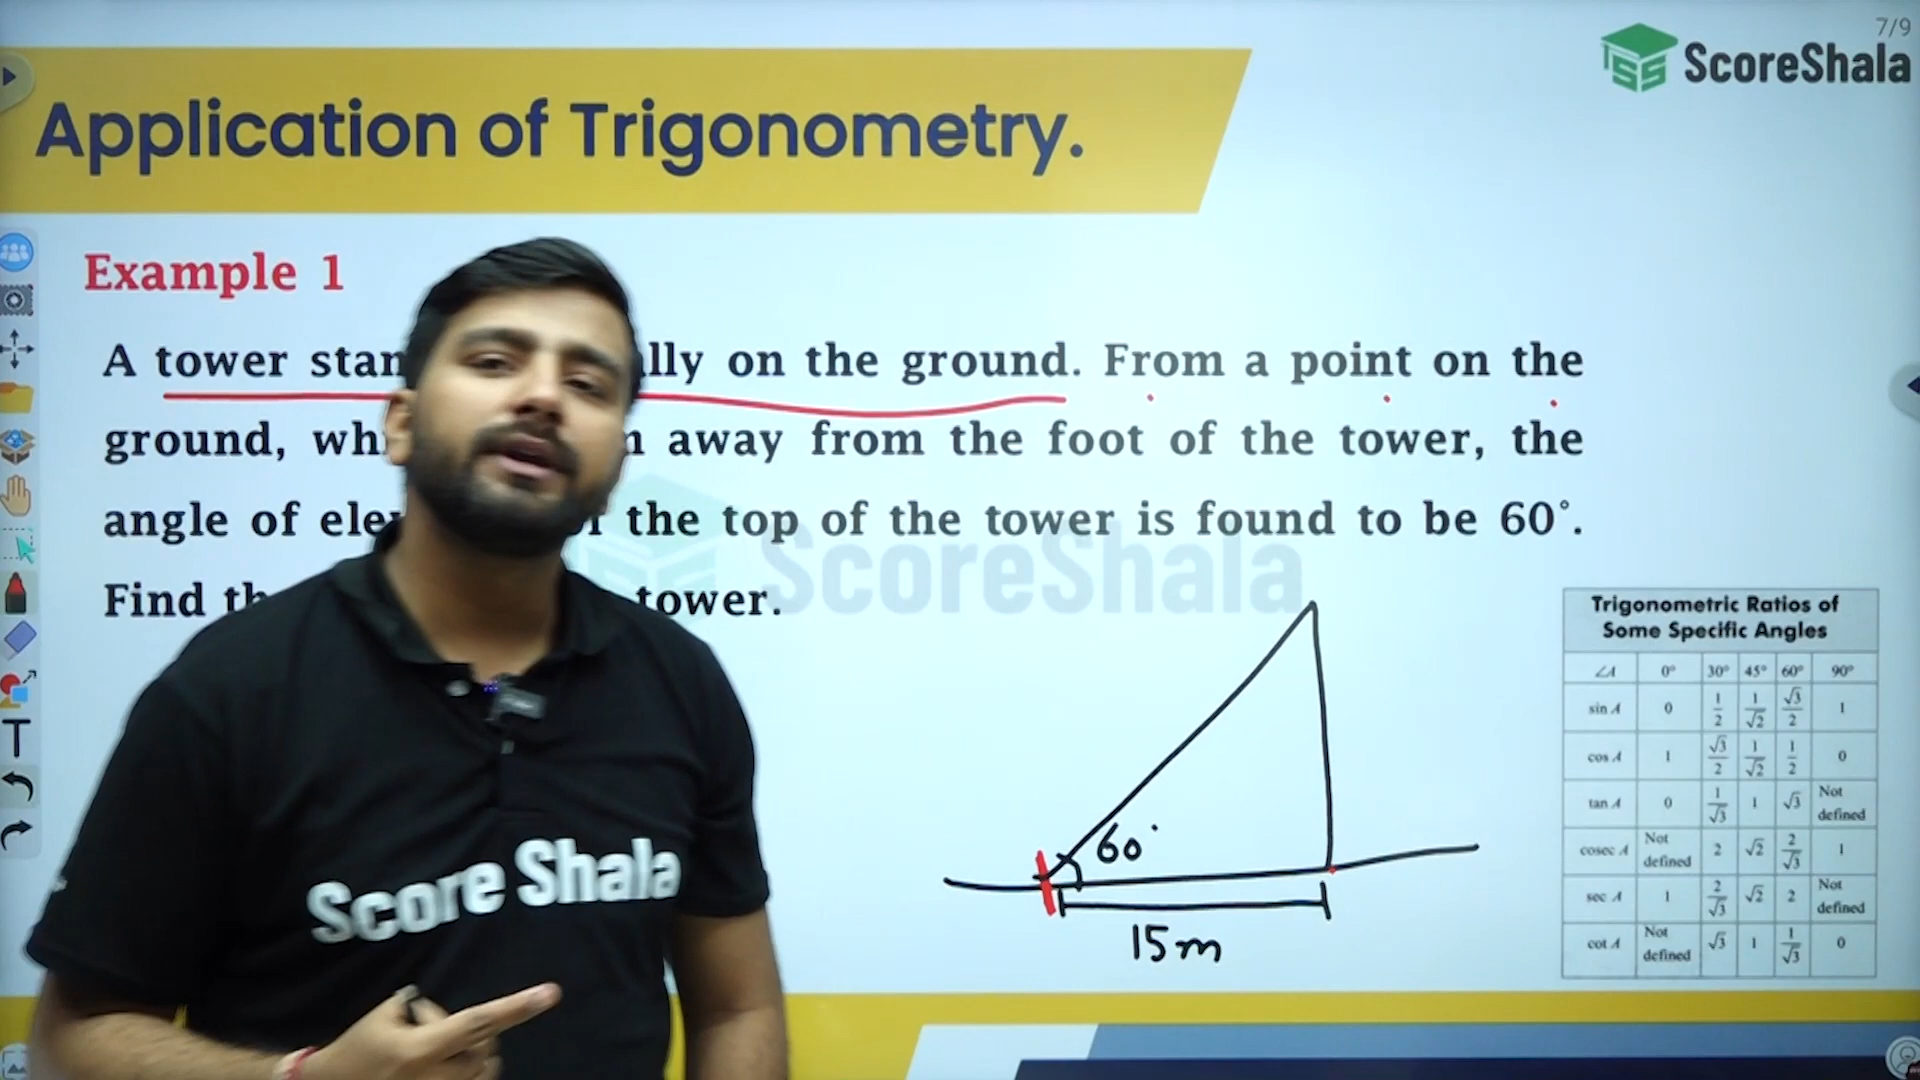 7/9
ScoreShala
Application of Trigonometry.
Example 1
A tower stan lly on the ground. From a point on the
ground, wh away from the foot of the tower, the
angle of ele the top of the tower is found to be 60°.
Find th tower.
ScoreShala
60°
15m
Trigonometric Ratios of
Some Specific Angles
∠A 0° 30° 45° 60° 90°
sin A 0 1/2 1/√2 √3/2 1
cos A 1 √3/2 1/√2 1/2 0
tan A 0 1/√3 1 √3 Not defined
cosec A Not defined 2 √2 2/√3 1
sec A 1 2/√3 √2 2 Not defined
cot A Not defined √3 1 1/√3 0
T
Score Shala